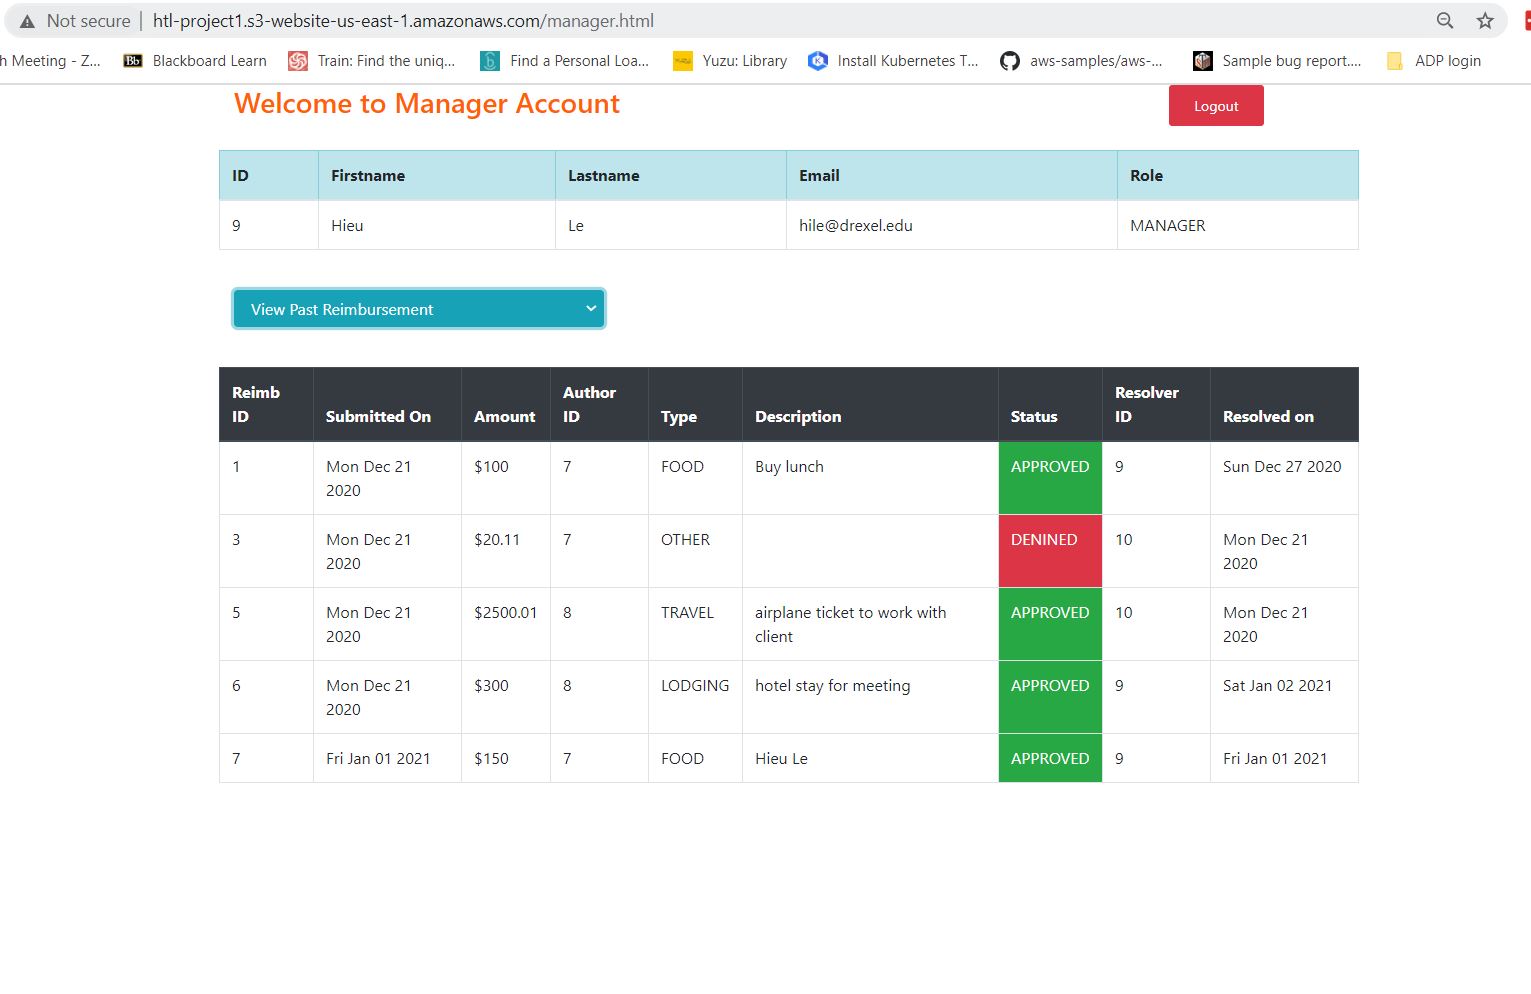 Not secure | htl-project1.s3-website-us-east-1.amazonaws.com/manager.html
h Meeting - Z... Bb Blackboard Learn Train: Find the uniq... Find a Personal Loa... Yuzu: Library Install Kubernetes T... aws-samples/aws-... Sample bug report.... ADP login
Welcome to Manager Account Logout
ID Firstname Lastname Email Role
9 Hieu Le hile@drexel.edu MANAGER
View Past Reimbursement
Reimb ID Submitted On Amount Author ID Type Description Status Resolver ID Resolved on
1 Mon Dec 21 2020 $100 7 FOOD Buy lunch APPROVED 9 Sun Dec 27 2020
3 Mon Dec 21 2020 $20.11 7 OTHER DENINED 10 Mon Dec 21 2020
5 Mon Dec 21 2020 $2500.01 8 TRAVEL airplane ticket to work with client APPROVED 10 Mon Dec 21 2020
6 Mon Dec 21 2020 $300 8 LODGING hotel stay for meeting APPROVED 9 Sat Jan 02 2021
7 Fri Jan 01 2021 $150 7 FOOD Hieu Le APPROVED 9 Fri Jan 01 2021